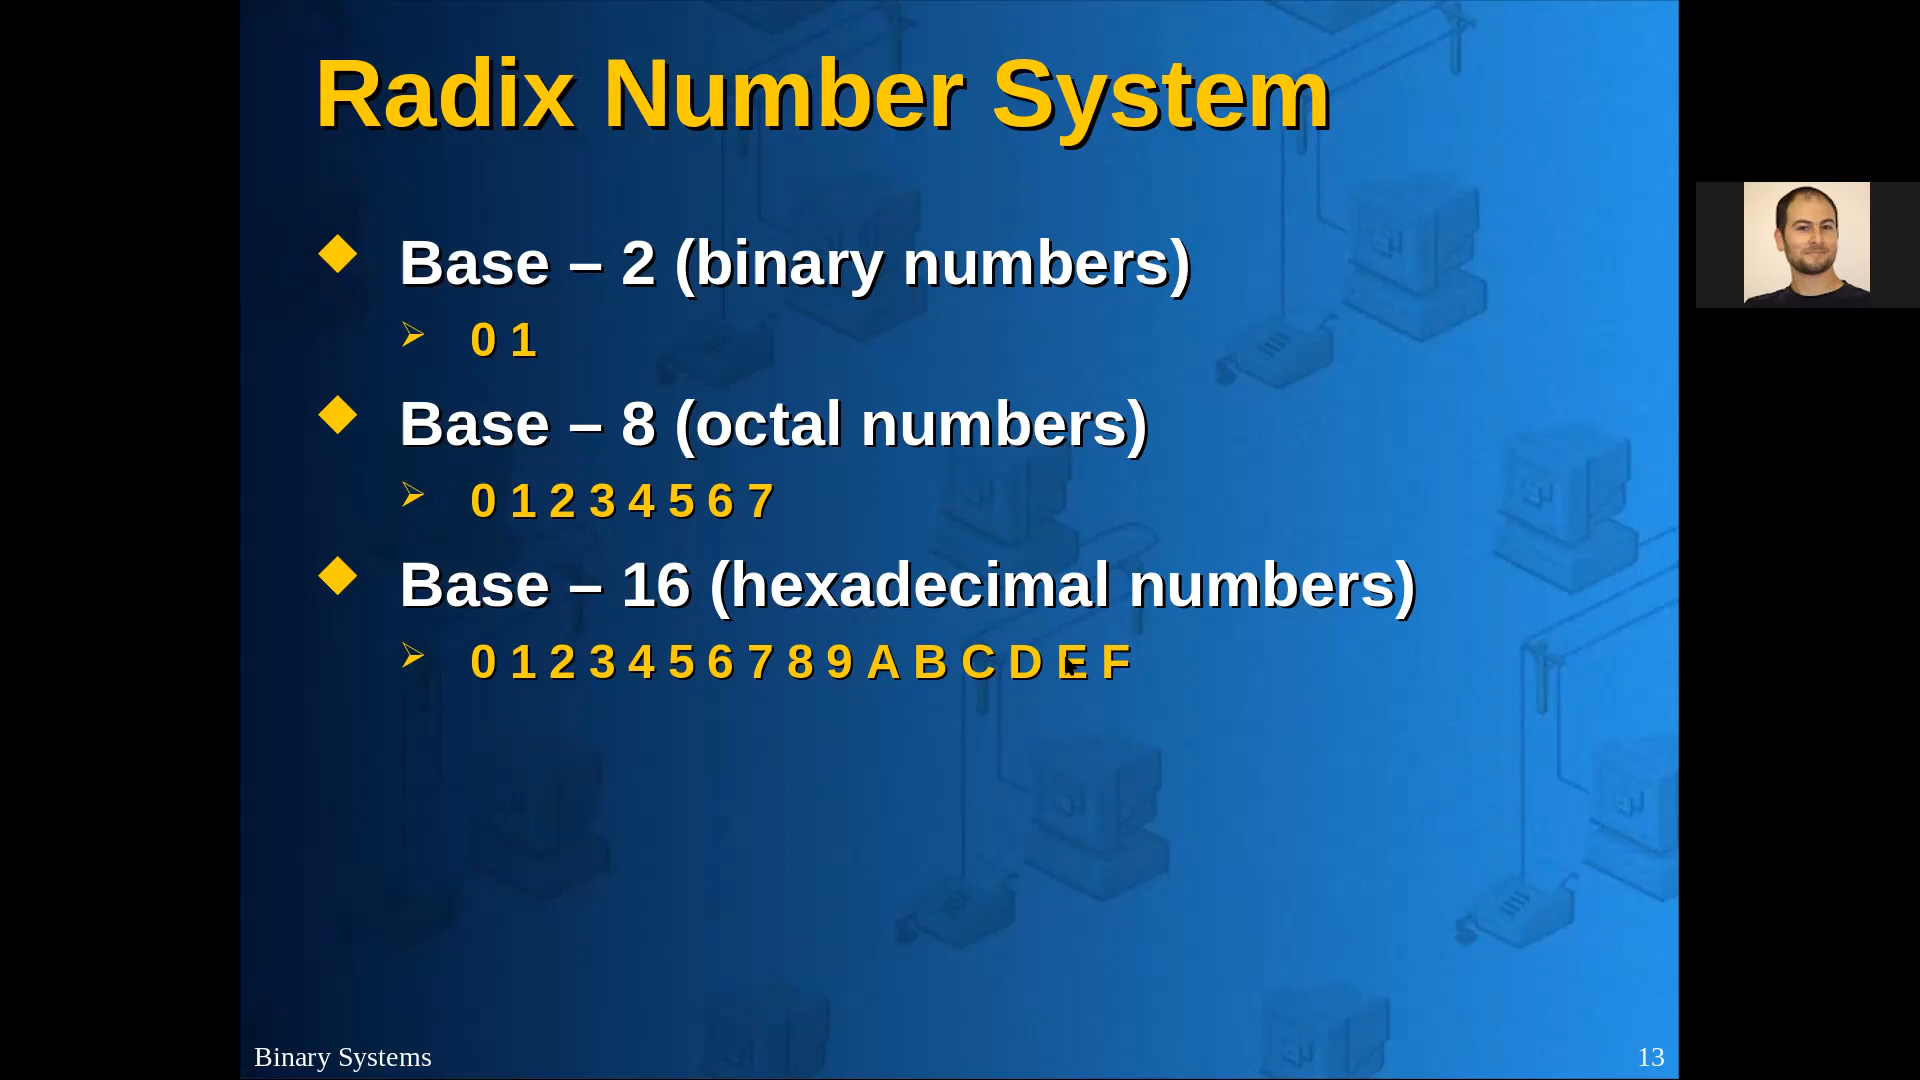 Radix Number System
Base – 2 (binary numbers)
0 1
Base – 8 (octal numbers)
0 1 2 3 4 5 6 7
Base – 16 (hexadecimal numbers)
0 1 2 3 4 5 6 7 8 9 A B C D E F
Binary Systems
13